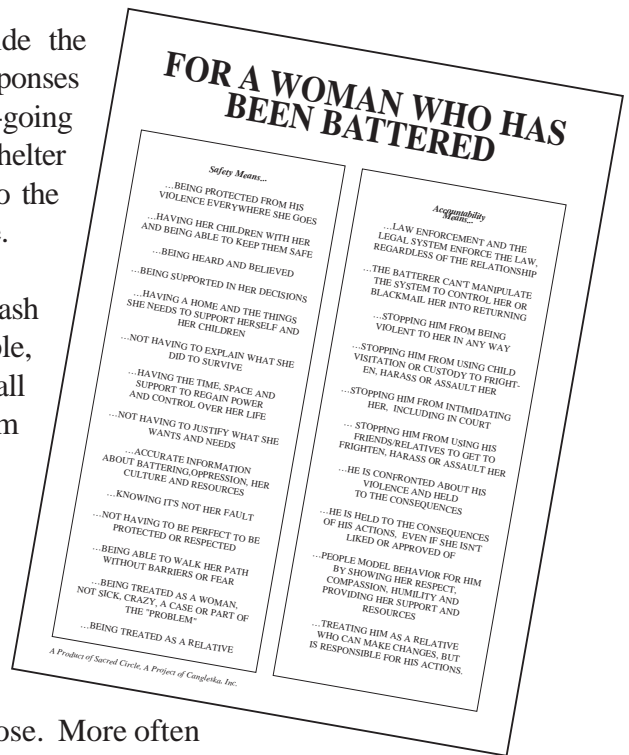 ide the
ponses
-going
helter
o the
.
ash
ple,
all
m
FOR A WOMAN WHO HAS
BEEN BATTERED
Safety Means...
…BEING PROTECTED FROM HIS
VIOLENCE EVERYWHERE SHE GOES
…HAVING HER CHILDREN WITH HER
AND BEING ABLE TO KEEP THEM SAFE
…BEING HEARD AND BELIEVED
…BEING SUPPORTED IN HER DECISIONS
…HAVING A HOME AND THE THINGS
SHE NEEDS TO SUPPORT HERSELF AND
HER CHILDREN
…NOT HAVING TO EXPLAIN WHAT SHE
DID TO SURVIVE
…HAVING THE TIME, SPACE AND
SUPPORT TO REGAIN POWER
AND CONTROL OVER HER LIFE
…NOT HAVING TO JUSTIFY WHAT SHE
WANTS AND NEEDS
…ACCURATE INFORMATION
ABOUT BATTERING,OPPRESSION, HER
CULTURE AND RESOURCES
…KNOWING IT'S NOT HER FAULT
…NOT HAVING TO BE PERFECT TO BE
PROTECTED OR RESPECTED
…BEING ABLE TO WALK HER PATH
WITHOUT BARRIERS OR FEAR
…BEING TREATED AS A WOMAN,
NOT SICK, CRAZY, A CASE OR PART OF
THE "PROBLEM"
…BEING TREATED AS A RELATIVE
Accountability
Means...
…LAW ENFORCEMENT AND THE
LEGAL SYSTEM ENFORCE THE LAW,
REGARDLESS OF THE RELATIONSHIP
…THE BATTERER CAN'T MANIPULATE
THE SYSTEM TO CONTROL HER OR
BLACKMAIL HER INTO RETURNING
…STOPPING HIM FROM BEING
VIOLENT TO HER IN ANY WAY
…STOPPING HIM FROM USING CHILD
VISITATION OR CUSTODY TO FRIGHT-
EN, HARASS OR ASSAULT HER
…STOPPING HIM FROM INTIMIDATING
HER, INCLUDING IN COURT
… STOPPING HIM FROM USING HIS
FRIENDS/RELATIVES TO GET TO
FRIGHTEN, HARASS OR ASSAULT HER
…HE IS CONFRONTED ABOUT HIS
VIOLENCE AND HELD
TO THE CONSEQUENCES
…HE IS HELD TO THE CONSEQUENCES
OF HIS ACTIONS, EVEN IF SHE ISN'T
LIKED OR APPROVED OF
…PEOPLE MODEL BEHAVIOR FOR HIM
BY SHOWING HER RESPECT,
COMPASSION, HUMILITY AND
PROVIDING HER SUPPORT AND
RESOURCES
…TREATING HIM AS A RELATIVE
WHO CAN MAKE CHANGES, BUT
IS RESPONSIBLE FOR HIS ACTIONS.
A Product of Sacred Circle, A Project of Cangleska, Inc.
ose. More often